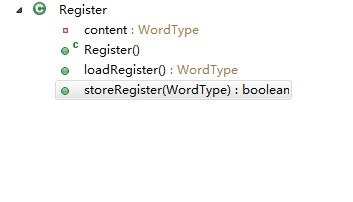 Register
content : WordType
Register()
loadRegister() : WordType
storeRegister(WordType) : boolean